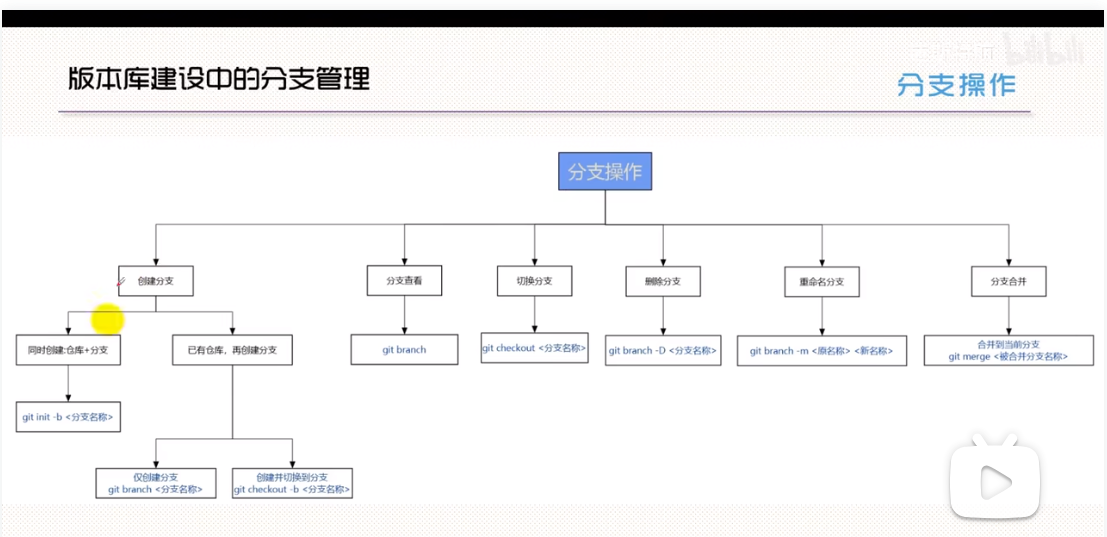 版本库建设中的分支管理
bilibili
分支操作
分支操作
创建分支
分支查看
切换分支
删除分支
重命名分支
分支合并
同时创建:仓库+分支
已有仓库，再创建分支
git branch
git checkout <分支名称>
git branch -D <分支名称>
git branch -m <原名称> <新名称>
合并到当前分支
git merge <被合并分支名称>
git init -b <分支名称>
仅创建分支
git branch <分支名称>
创建并切换到分支
git checkout -b <分支名称>